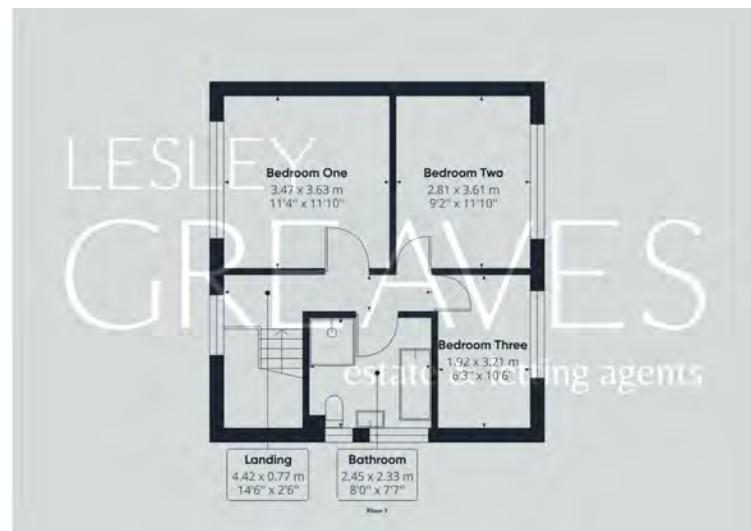 LESLEY
GREAVES
estate & letting agents
Bedroom One
3.47 x 3.63 m
11'4" x 11'10"
Bedroom Two
2.81 x 3.61 m
9'2" x 11'10"
Bedroom Three
1.92 x 3.21 m
6'3" x 10'6"
Landing
4.42 x 0.77 m
14'6" x 2'6"
Bathroom
2.45 x 2.33 m
8'0" x 7'7"
Floor 1